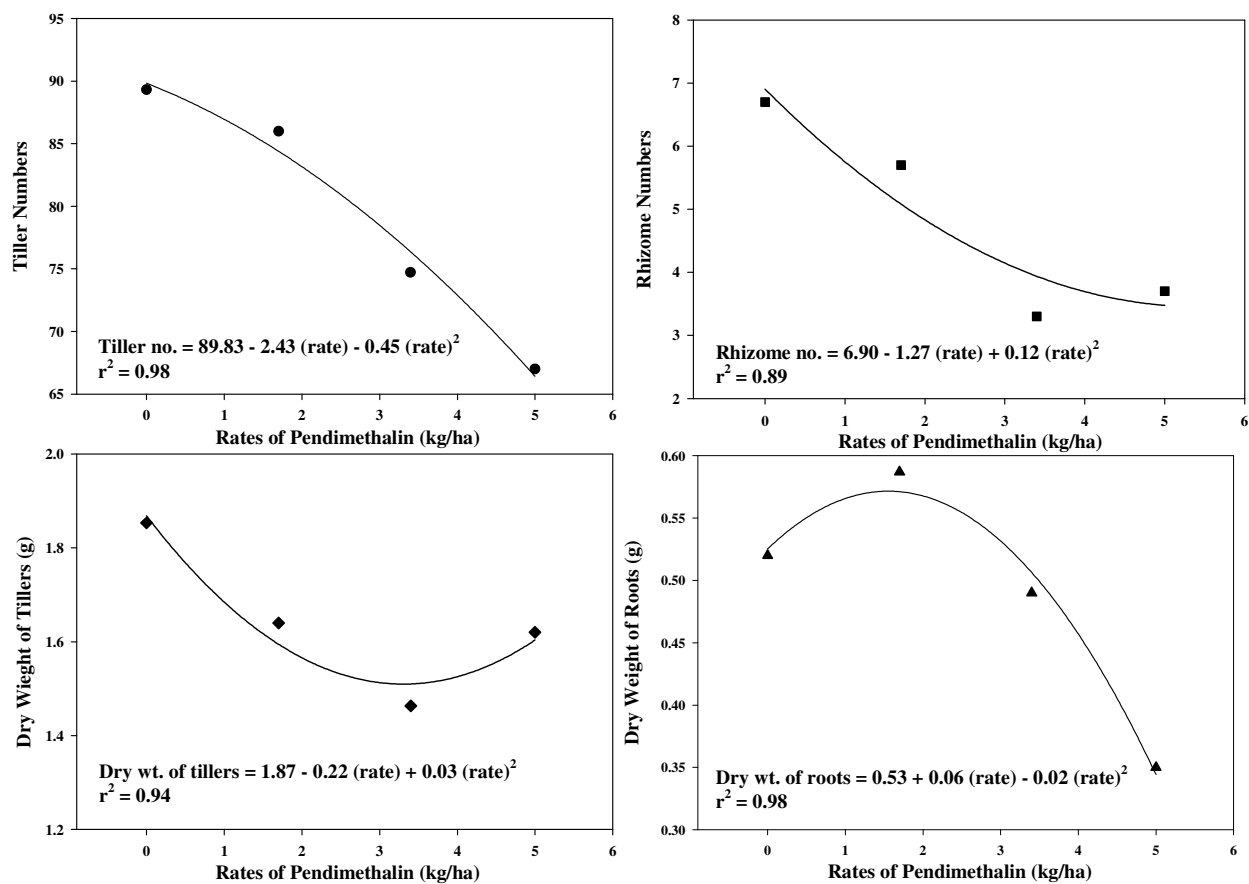 95
90
85
80
75
70
65
Tiller Numbers
Tiller no. = 89.83 - 2.43 (rate) - 0.45 (rate)²
r² = 0.98
0 1 2 3 4 5 6
Rates of Pendimethalin (kg/ha)
8
7
6
5
4
3
2
Rhizome Numbers
Rhizome no. = 6.90 - 1.27 (rate) + 0.12 (rate)²
r² = 0.89
0 1 2 3 4 5 6
Rates of Pendimethalin (kg/ha)
2.0
1.8
1.6
1.4
1.2
Dry Wieght of Tillers (g)
Dry wt. of tillers = 1.87 - 0.22 (rate) + 0.03 (rate)²
r² = 0.94
0 1 2 3 4 5 6
Rates of Pendimethalin (kg/ha)
0.60
0.55
0.50
0.45
0.40
0.35
0.30
Dry Weight of Roots (g)
Dry wt. of roots = 0.53 + 0.06 (rate) - 0.02 (rate)²
r² = 0.98
0 1 2 3 4 5 6
Rates of Pendimethalin (kg/ha)